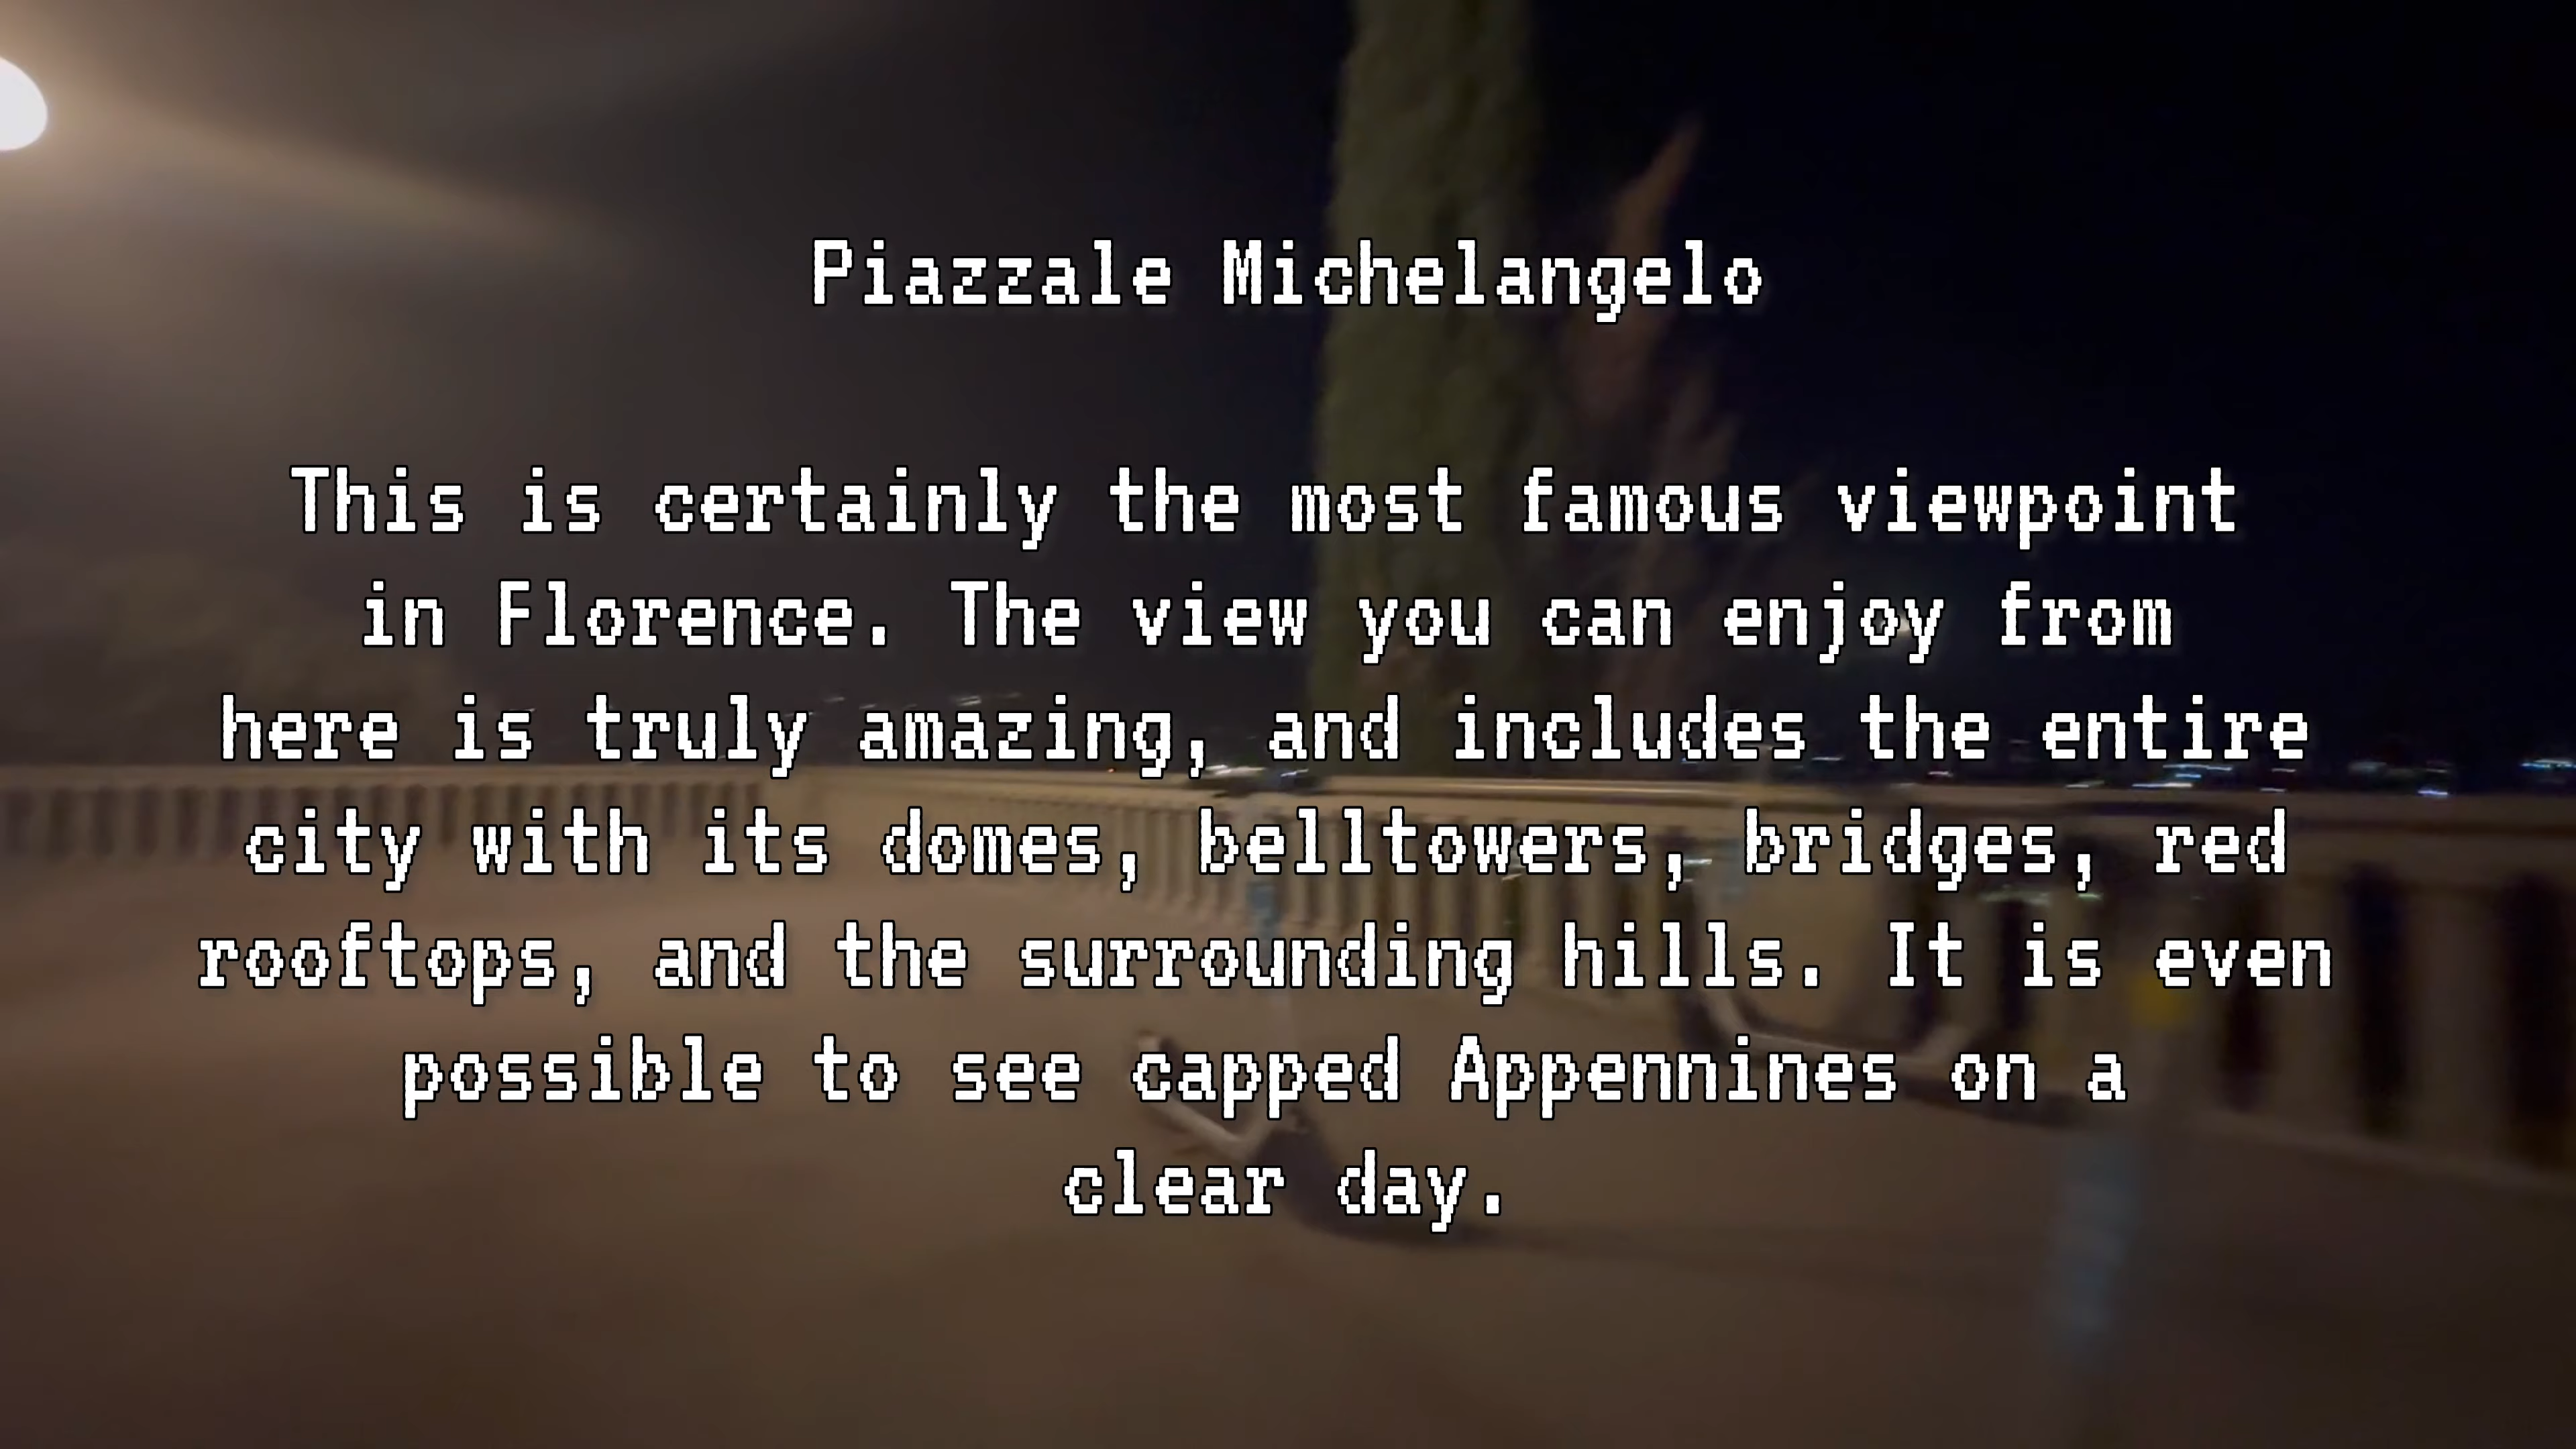 Piazzale Michelangelo
This is certainly the most famous viewpoint
in Florence. The view you can enjoy from
here is truly amazing, and includes the entire
city with its domes, belltowers, bridges, red
rooftops, and the surrounding hills. It is even
possible to see capped Appennines on a
clear day.